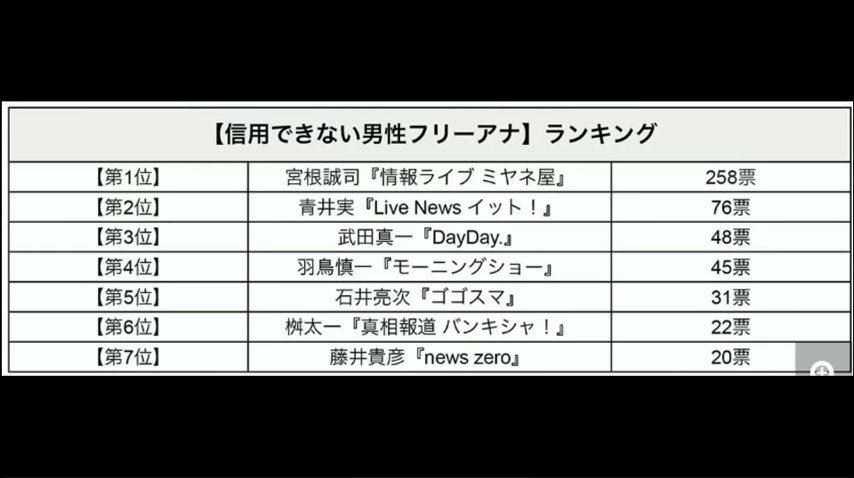 【信用できない男性フリーアナ】ランキング
【第1位】 宮根誠司『情報ライブ ミヤネ屋』 258票
【第2位】 青井実『Live News イット！』 76票
【第3位】 武田真一『DayDay.』 48票
【第4位】 羽鳥慎一『モーニングショー』 45票
【第5位】 石井亮次『ゴゴスマ』 31票
【第6位】 桝太一『真相報道 バンキシャ！』 22票
【第7位】 藤井貴彦『news zero』 20票